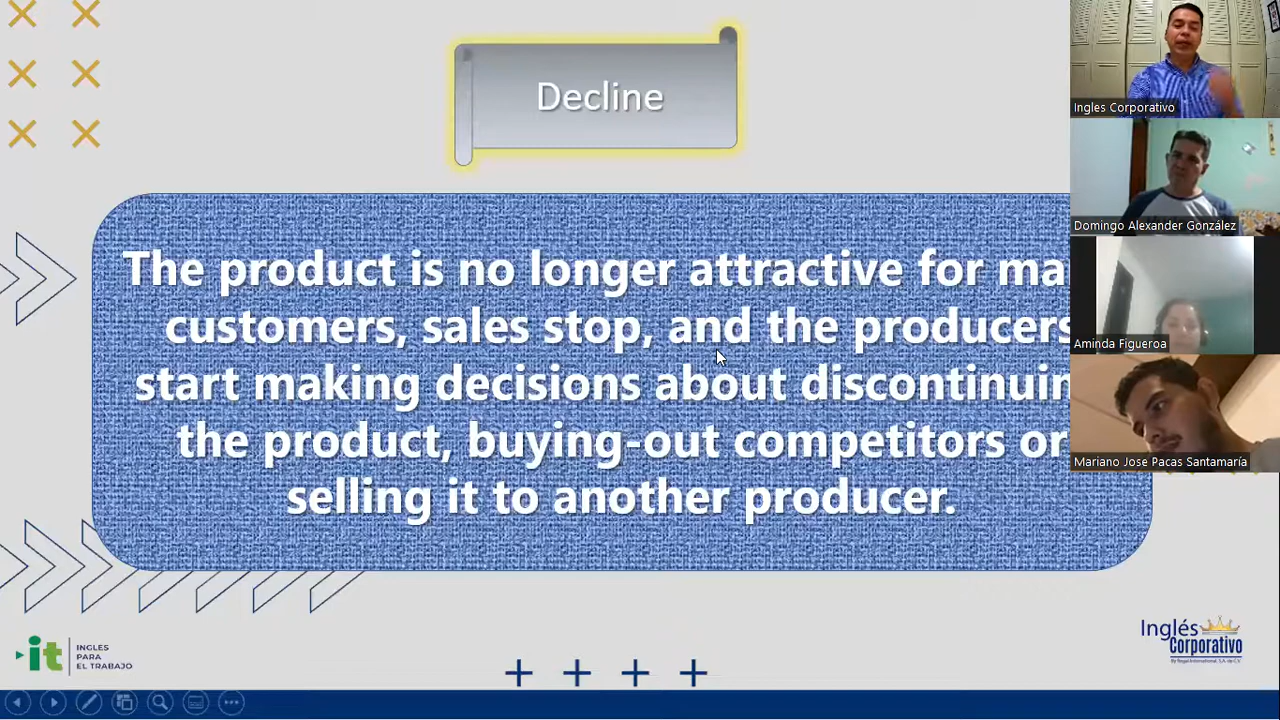 Decline
The product is no longer attractive for
customers, sales stop, and the producers
start making decisions about
the product, buying-out competitors or
selling it to another producer.
Ingles Corporativo
Domingo Alexander González
Aminda Figueroa
Mariano Jose Pacas Santamaría
it
INGLES
PARA
EL TRABAJO
Inglés
Corporativo